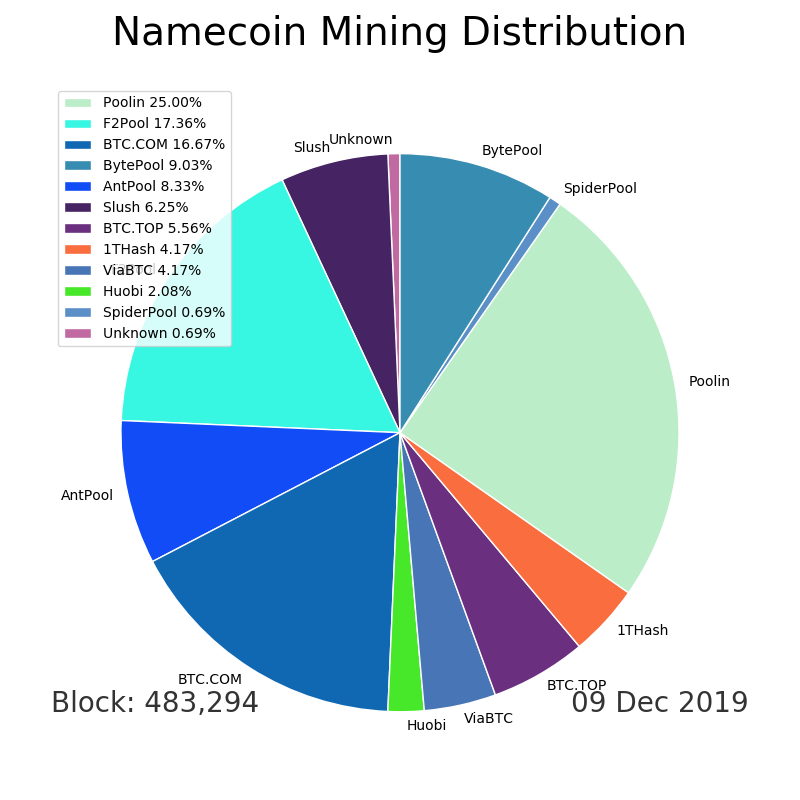 Namecoin Mining Distribution
Poolin 25.00%
F2Pool 17.36%
BTC.COM 16.67%
BytePool 9.03%
AntPool 8.33%
Slush 6.25%
BTC.TOP 5.56%
1THash 4.17%
ViaBTC 4.17%
Huobi 2.08%
SpiderPool 0.69%
Unknown 0.69%
Unknown
Slush
BytePool
SpiderPool
Poolin
AntPool
1THash
BTC.COM
BTC.TOP
ViaBTC
Huobi
Block: 483,294
09 Dec 2019